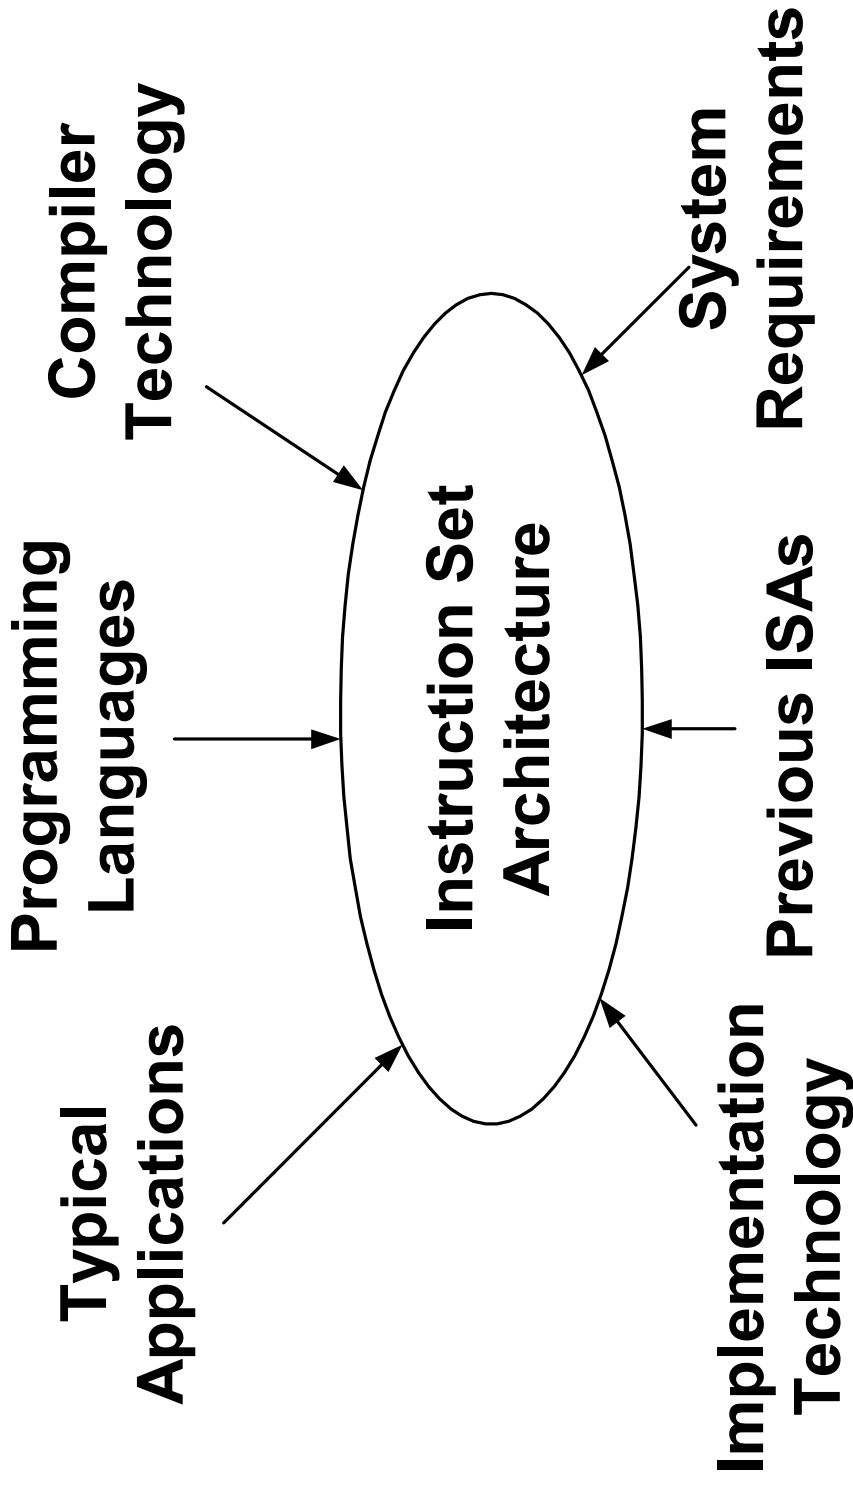 Typical
Applications
Programming
Languages
Compiler
Technology
Instruction Set
Architecture
Implementation
Technology
Previous ISAs
System
Requirements